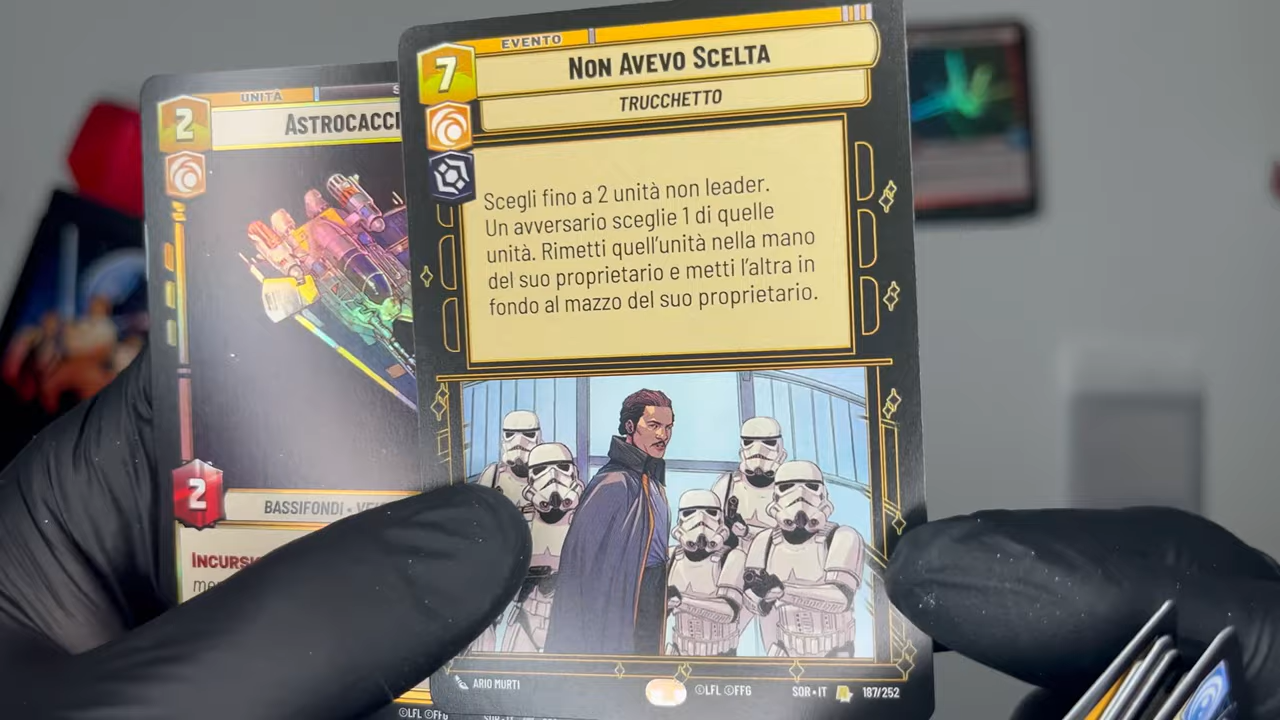 EVENTO
7
NON AVEVO SCELTA
TRUCCHETTO
Scegli fino a 2 unità non leader.
Un avversario sceglie 1 di quelle
unità. Rimetti quell'unità nella mano
del suo proprietario e metti l'altra in
fondo al mazzo del suo proprietario.
ARIO MURTI
©LFL ©FFG
SOR • IT
187/252
UNITÀ
2
ASTROCACCI
2
BASSIFONDI •
INCURSI
©LFL ©FFG